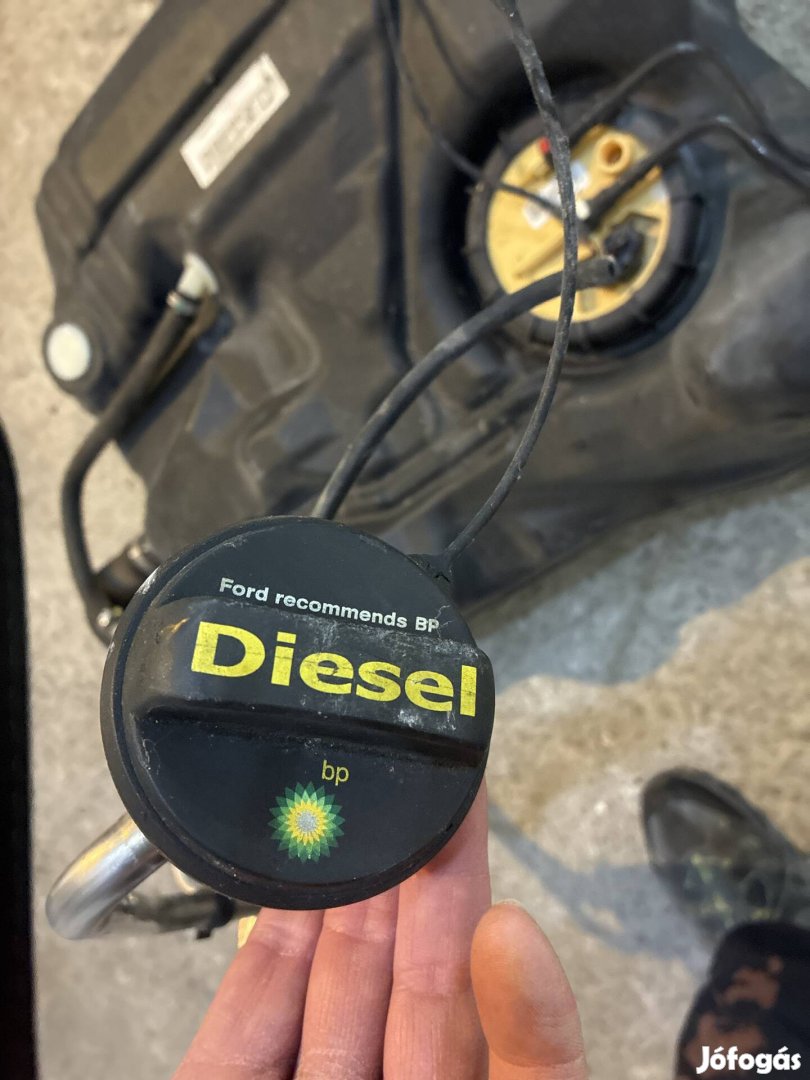 Ford recommends BP
Diesel
bp
Jófogás